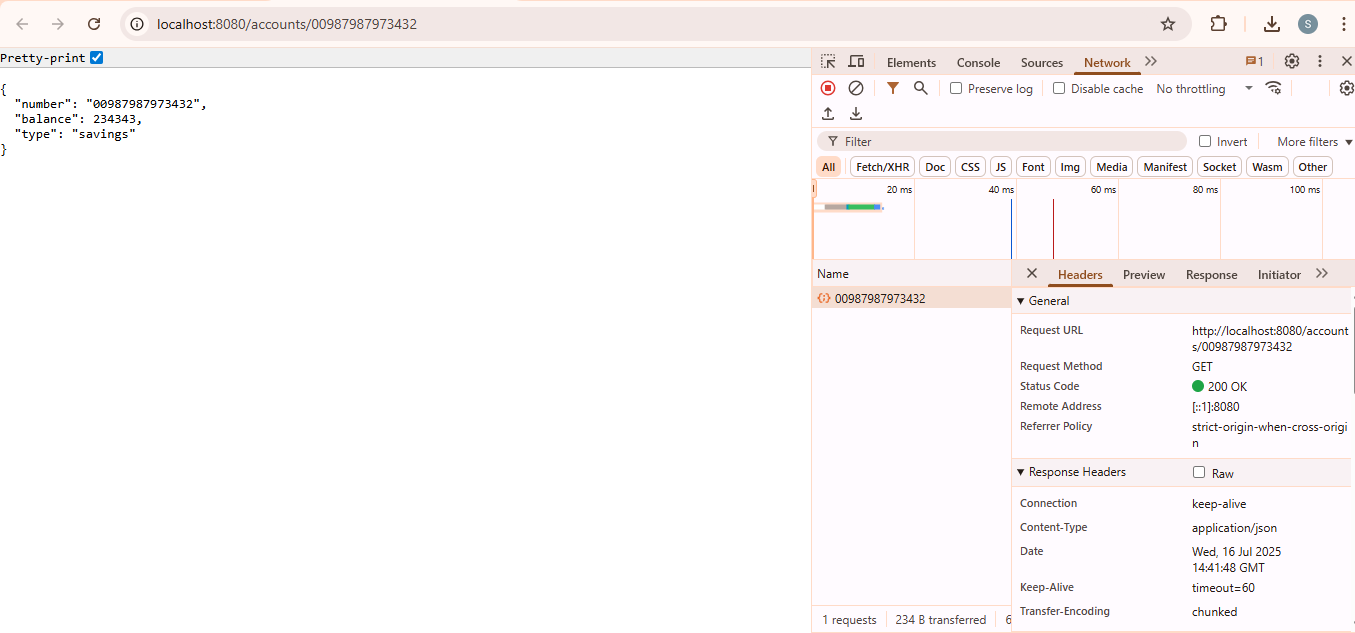 localhost:8080/accounts/00987987973432
S
Pretty-print
{
"number": "00987987973432",
"balance": 234343,
"type": "savings"
}
Elements Console Sources Network 1
Preserve log Disable cache No throttling
Filter Invert More filters
All Fetch/XHR Doc CSS JS Font Img Media Manifest Socket Wasm Other
20 ms 40 ms 60 ms 80 ms 100 ms
Name
00987987973432
1 requests 234 B transferred 6
Headers Preview Response Initiator
General
Request URL http://localhost:8080/account
s/00987987973432
Request Method GET
Status Code 200 OK
Remote Address [::1]:8080
Referrer Policy strict-origin-when-cross-origi
n
Response Headers Raw
Connection keep-alive
Content-Type application/json
Date Wed, 16 Jul 2025
14:41:48 GMT
Keep-Alive timeout=60
Transfer-Encoding chunked